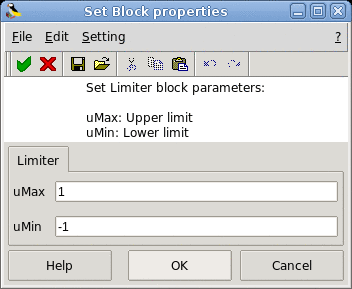 Set Block properties
File Edit Setting ?
Set Limiter block parameters:
uMax: Upper limit
uMin: Lower limit
Limiter
uMax 1
uMin -1
Help OK Cancel